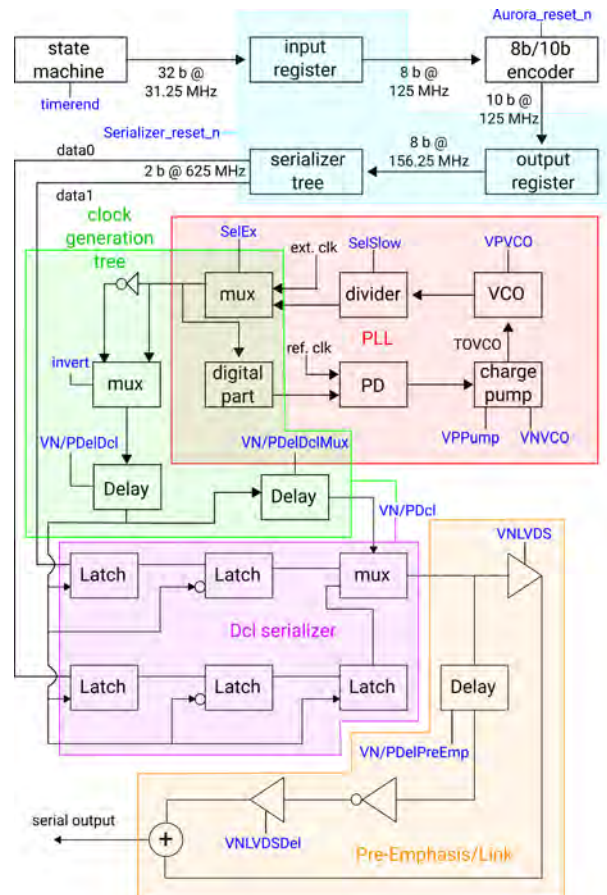 Aurora_reset_n
state
machine
input
register
8b/10b
encoder
32 b @
31.25 MHz
8 b @
125 MHz
timerend
10 b @
125 MHz
Serializer_reset_n
8 b @
156.25 MHz
data0
serializer
tree
output
register
2 b @ 625 MHz
data1
clock
generation
tree
SelEx
ext. clk
SelSlow
VPVCO
mux
divider
VCO
PLL
TOVCO
ref. clk
invert
mux
digital
part
PD
charge
pump
VN/PDelDcl
VN/PDelDclMux
VPPump
VNVCO
Delay
Delay
VN/PDcl
VNLVDS
Latch
Latch
mux
Dcl serializer
Latch
Latch
Latch
Delay
VN/PDelPreEmp
serial output
+
VNLVDSDel
Pre-Emphasis/Link